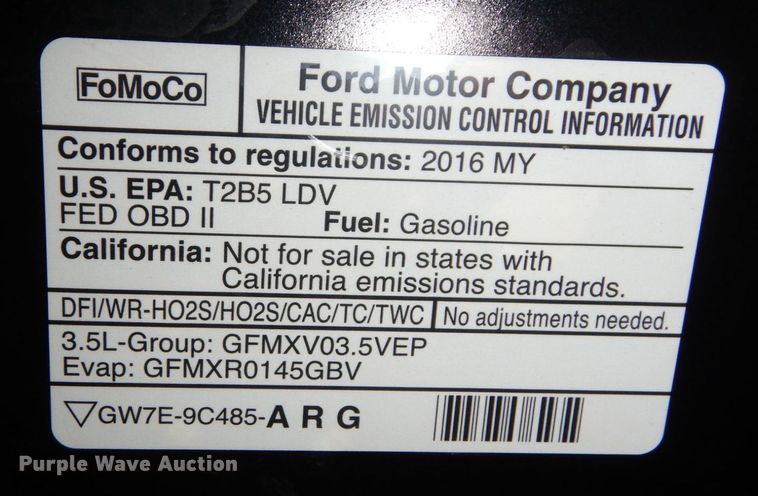 FoMoCo
Ford Motor Company
VEHICLE EMISSION CONTROL INFORMATION
Conforms to regulations: 2016 MY
U.S. EPA: T2B5 LDV
FED OBD II Fuel: Gasoline
California: Not for sale in states with
California emissions standards.
DFI/WR-HO2S/HO2S/CAC/TC/TWC No adjustments needed.
3.5L-Group: GFMXV03.5VEP
Evap: GFMXR0145GBV
GW7E-9C485-A R G
Purple Wave Auction